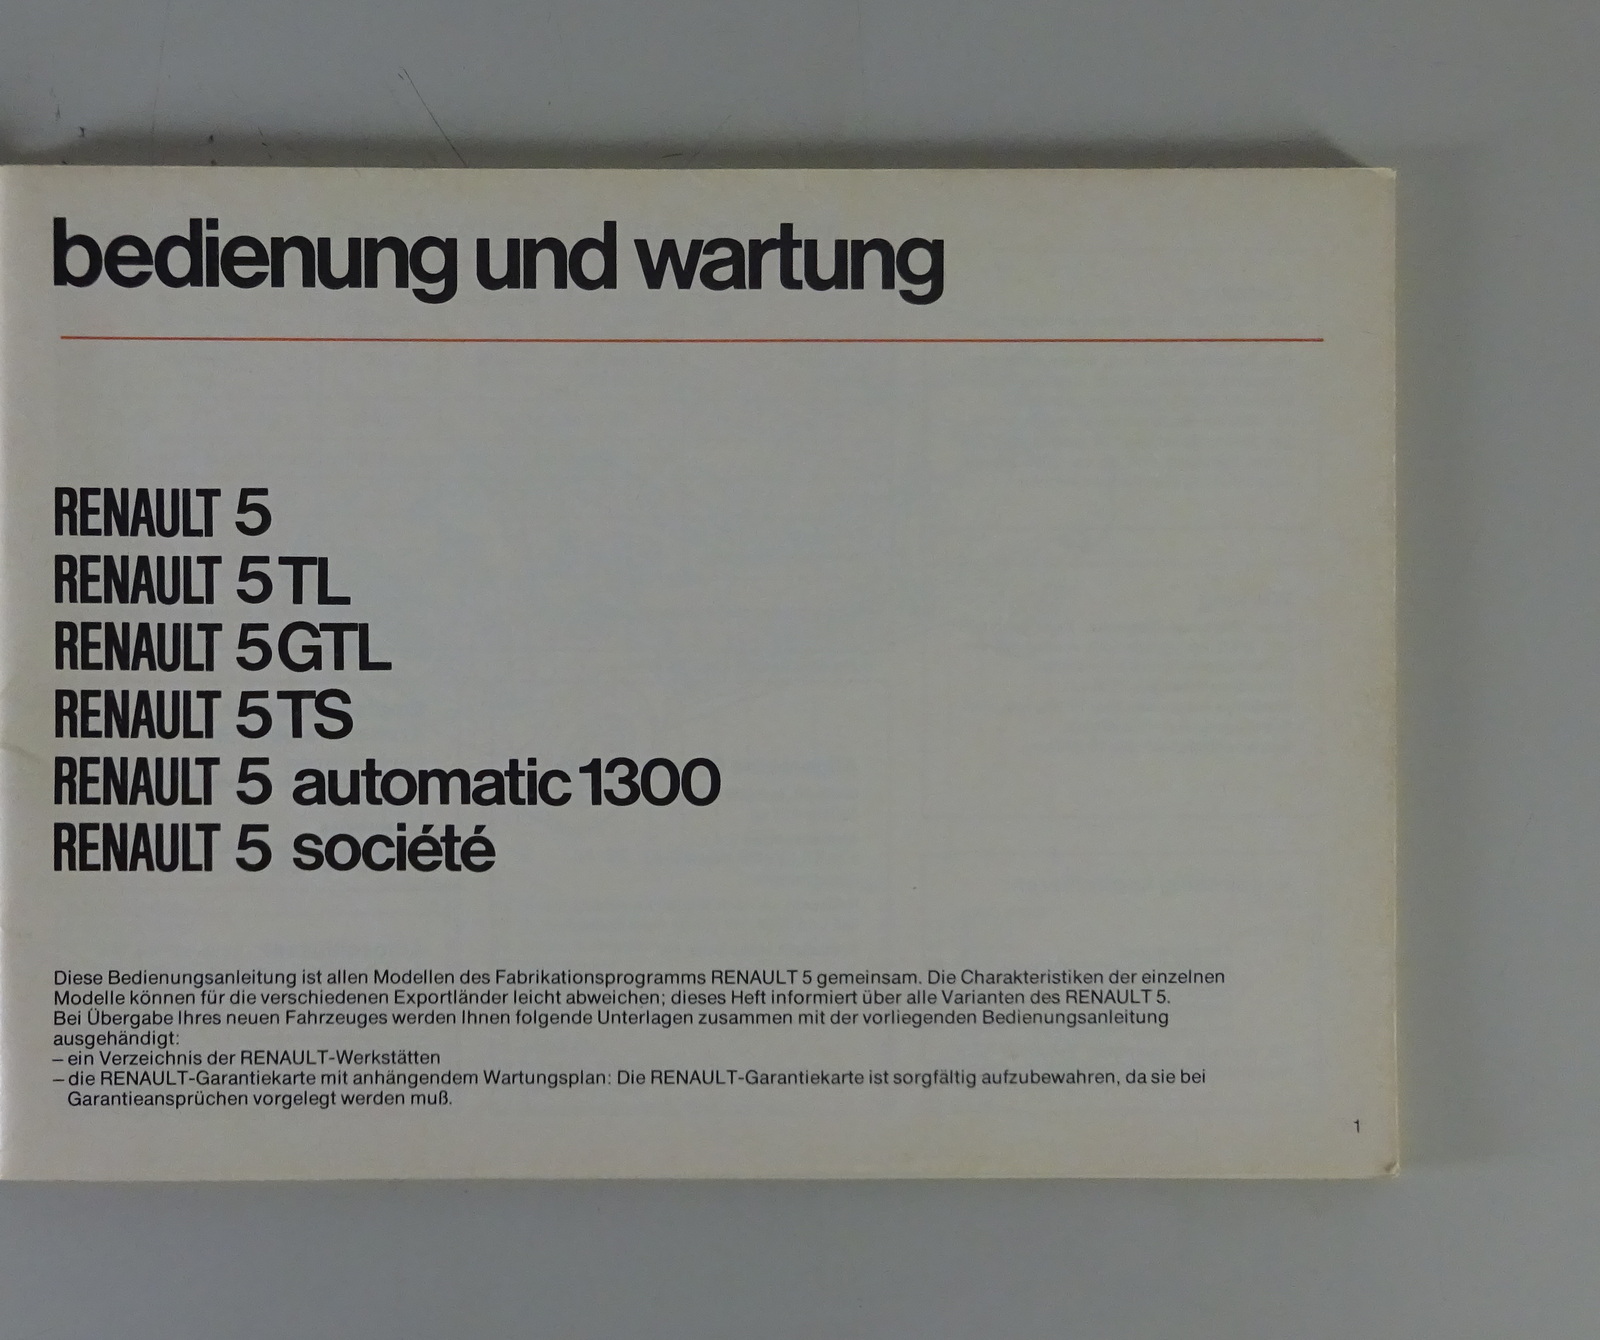 bedienung und wartung
RENAULT 5
RENAULT 5 TL
RENAULT 5 GTL
RENAULT 5 TS
RENAULT 5 automatic 1300
RENAULT 5 société
Diese Bedienungsanleitung ist allen Modellen des Fabrikationsprogramms RENAULT 5 gemeinsam. Die Charakteristiken der einzelnen
Modelle können für die verschiedenen Exportländer leicht abweichen; dieses Heft informiert über alle Varianten des RENAULT 5.
Bei Übergabe Ihres neuen Fahrzeuges werden Ihnen folgende Unterlagen zusammen mit der vorliegenden Bedienungsanleitung
ausgehändigt:
– ein Verzeichnis der RENAULT-Werkstätten
– die RENAULT-Garantiekarte mit anhängendem Wartungsplan: Die RENAULT-Garantiekarte ist sorgfältig aufzubewahren, da sie bei
Garantieansprüchen vorgelegt werden muß.
1